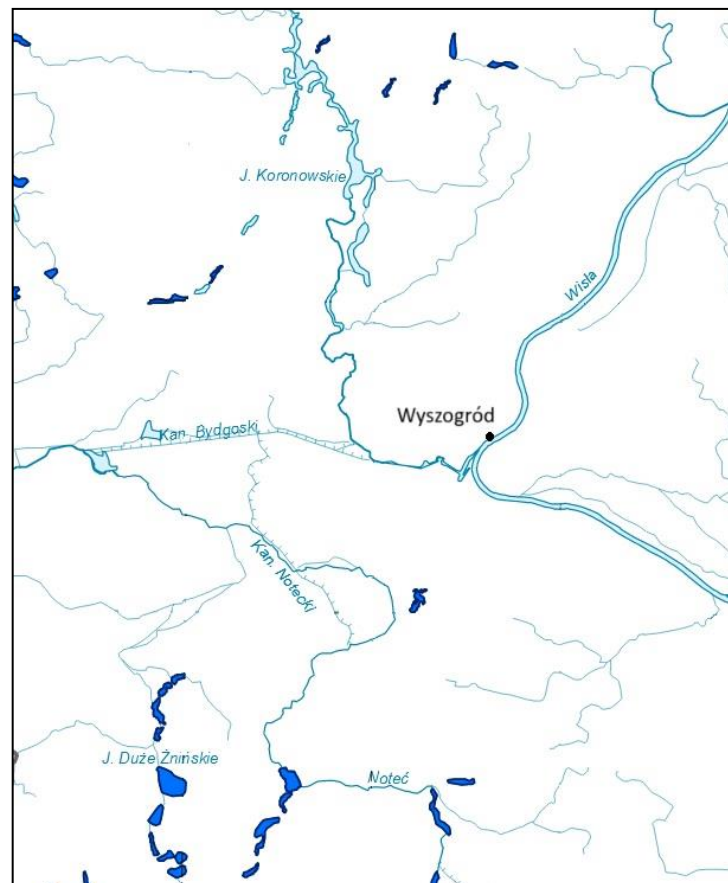 J. Koronowskie
Wisła
Wyszogród
Kan. Bydgoski
Kan. Notecki
J. Duże Żnińskie
Noteć